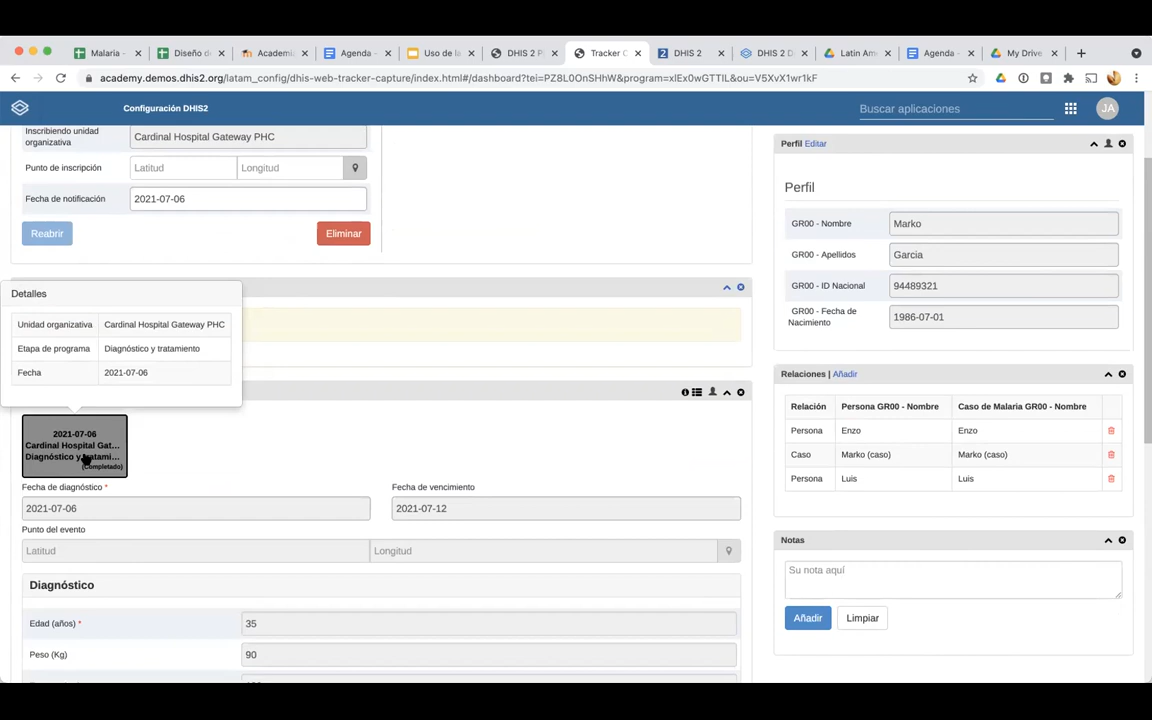 Malaria -
Diseño de
Academi
Agenda -
Uso de la
DHIS 2 P
Tracker C
DHIS 2
DHIS 2 D
Latin Am
Agenda -
My Drive
academy.demos.dhis2.org/latam_config/dhis-web-tracker-capture/index.html#/dashboard?tei=PZ8L0OnSHhW&program=xlEx0wGTTIL&ou=V5XvX1wr1kF
Configuración DHIS2
Buscar aplicaciones
JA
Inscribiendo unidad
organizativa
Cardinal Hospital Gateway PHC
Punto de inscripción
Latitud
Longitud
Fecha de notificación
2021-07-06
Reabrir
Eliminar
Detalles
Unidad organizativa
Cardinal Hospital Gateway PHC
Etapa de programa
Diagnóstico y tratamiento
Fecha
2021-07-06
2021-07-06
Cardinal Hospital Gat...
Diagnóstico y tratami...
(Completado)
Fecha de diagnóstico *
Fecha de vencimiento
2021-07-06
2021-07-12
Punto del evento
Latitud
Longitud
Diagnóstico
Edad (años) *
35
Peso (Kg)
90
Perfil Editar
Perfil
GR00 - Nombre
Marko
GR00 - Apellidos
Garcia
GR00 - ID Nacional
94489321
GR00 - Fecha de
Nacimiento
1986-07-01
Relaciones | Añadir
Relación
Persona GR00 - Nombre
Caso de Malaria GR00 - Nombre
Persona
Enzo
Enzo
Caso
Marko (caso)
Marko (caso)
Persona
Luis
Luis
Notas
Su nota aquí
Añadir
Limpiar